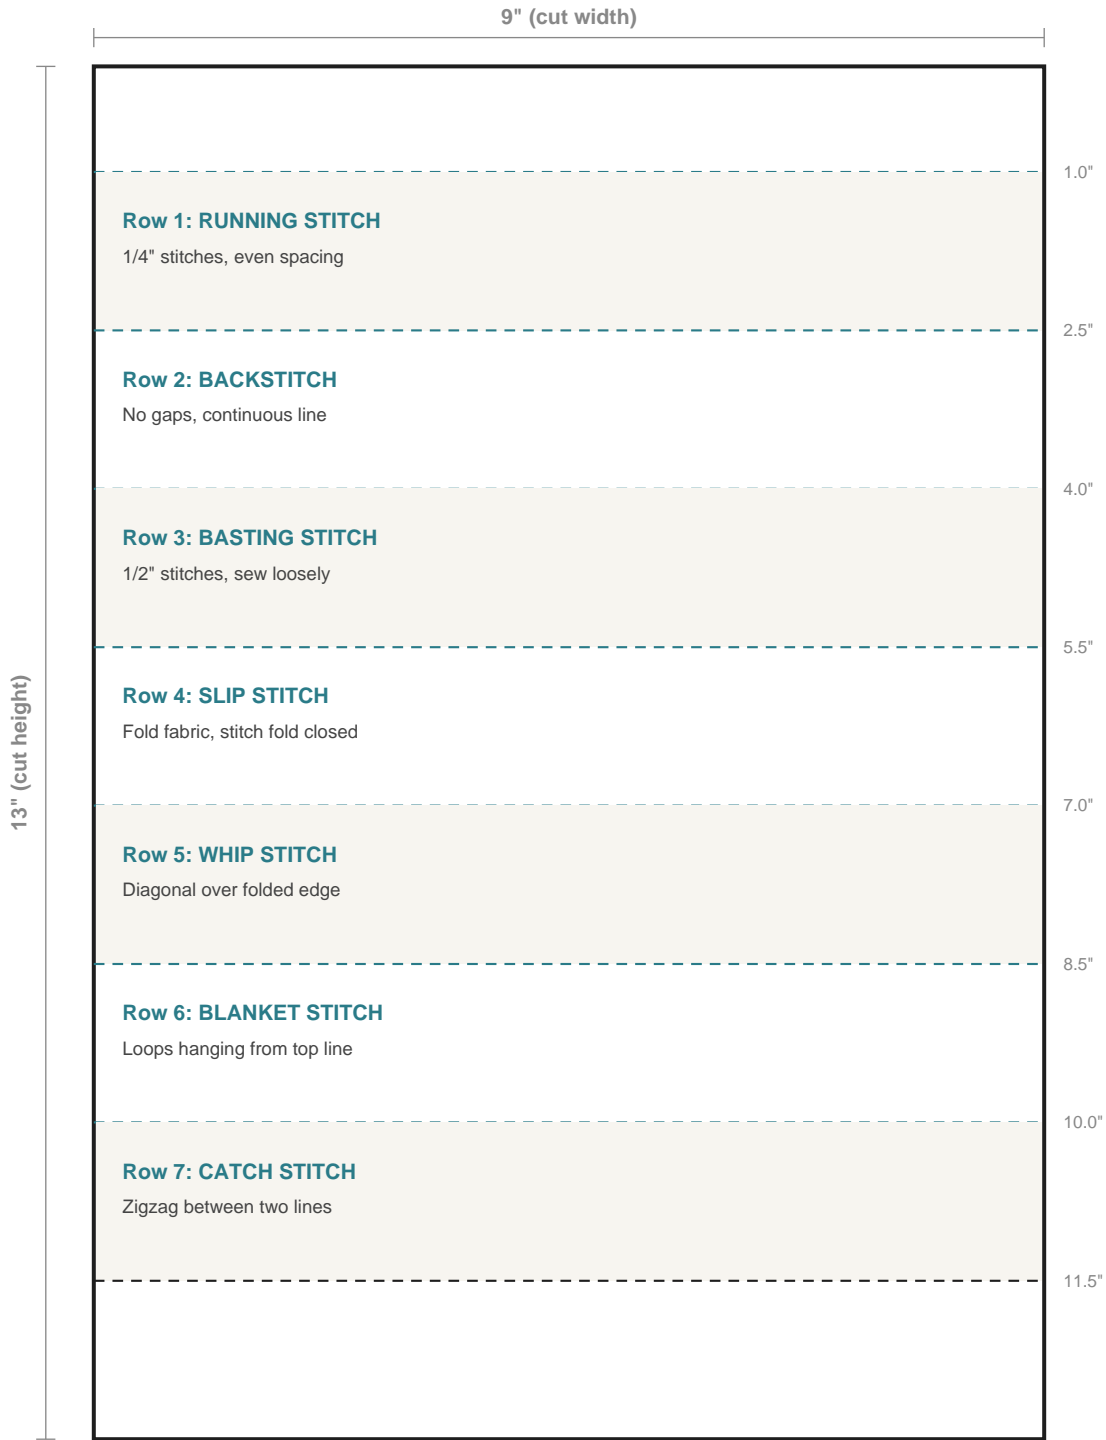 9" (cut width)
1.0"
Row 1: RUNNING STITCH
1/4" stitches, even spacing
2.5"
Row 2: BACKSTITCH
No gaps, continuous line
4.0"
Row 3: BASTING STITCH
1/2" stitches, sew loosely
5.5"
13" (cut height)
Row 4: SLIP STITCH
Fold fabric, stitch fold closed
7.0"
Row 5: WHIP STITCH
Diagonal over folded edge
8.5"
Row 6: BLANKET STITCH
Loops hanging from top line
10.0"
Row 7: CATCH STITCH
Zigzag between two lines
11.5"